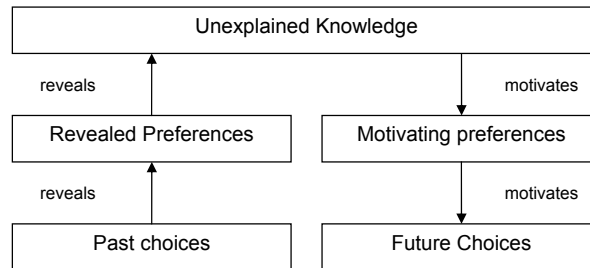 Unexplained Knowledge
reveals
motivates
Revealed Preferences
Motivating preferences
reveals
motivates
Past choices
Future Choices